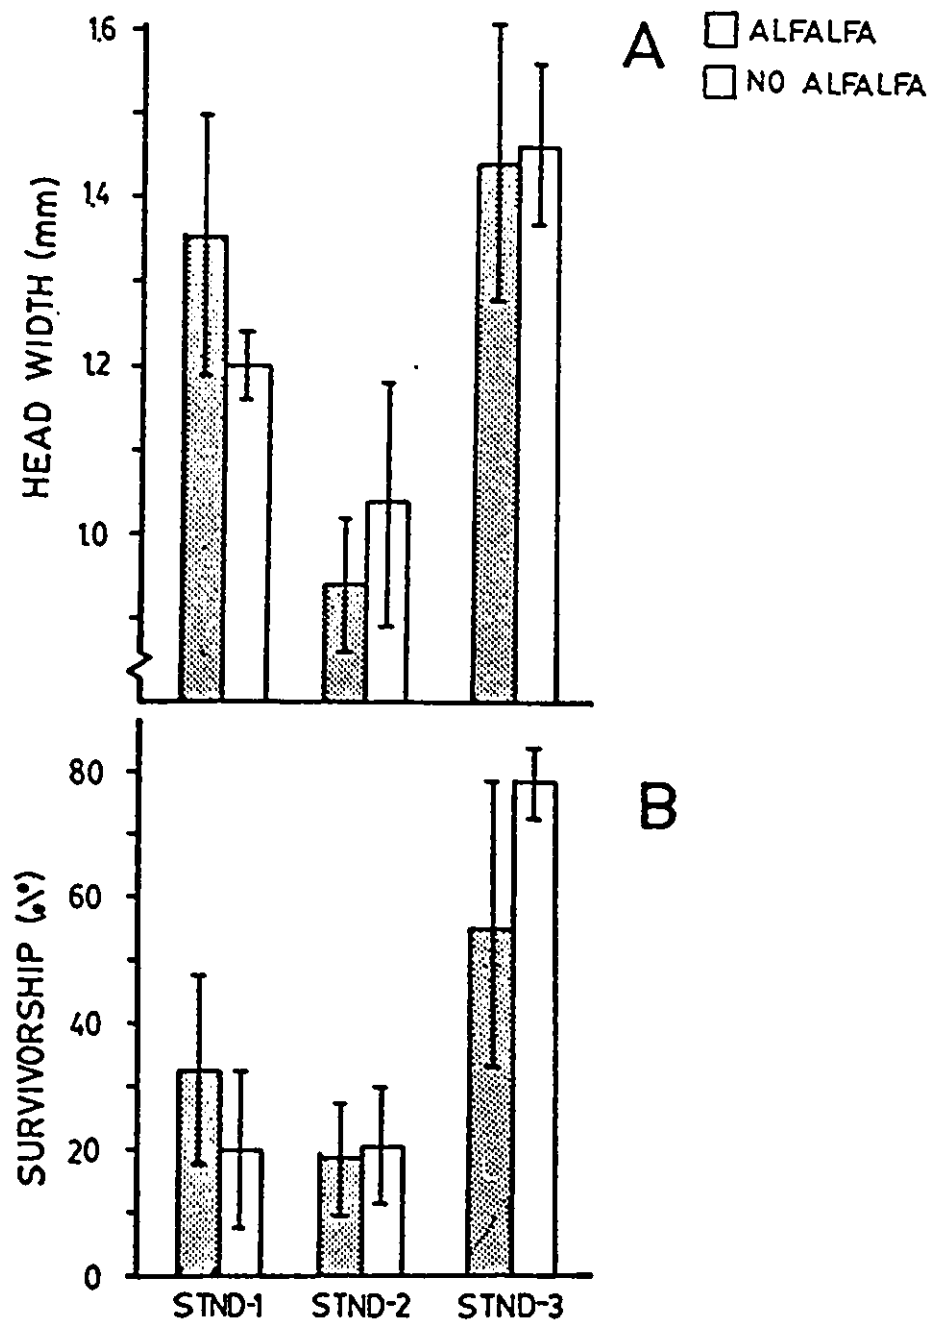 A
ALFALFA
NO ALFALFA
HEAD WIDTH (mm)
1.6
1.4
1.2
1.0
B
SURVIVORSHIP (%)
80
60
40
20
0
STND-1 STND-2 STND-3